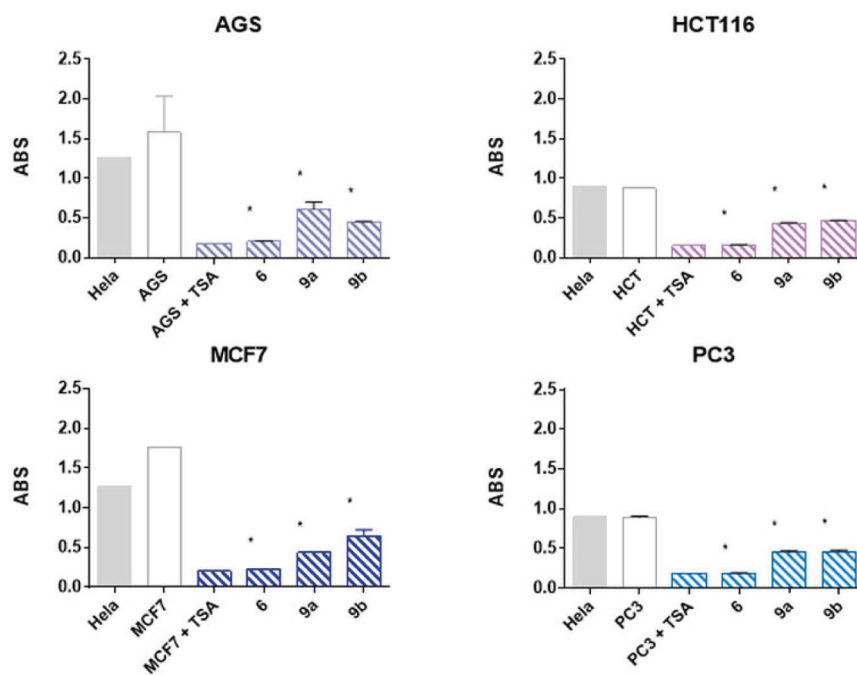 AGS
ABS
2.5
2.0
1.5
1.0
0.5
0.0
*
*
*
Hela
AGS
AGS + TSA
6
9a
9b
HCT116
ABS
2.5
2.0
1.5
1.0
0.5
0.0
*
*
*
Hela
HCT
HCT + TSA
6
9a
9b
MCF7
ABS
2.5
2.0
1.5
1.0
0.5
0.0
*
*
*
Hela
MCF7
MCF7 + TSA
6
9a
9b
PC3
ABS
2.5
2.0
1.5
1.0
0.5
0.0
*
*
*
Hela
PC3
PC3 + TSA
6
9a
9b